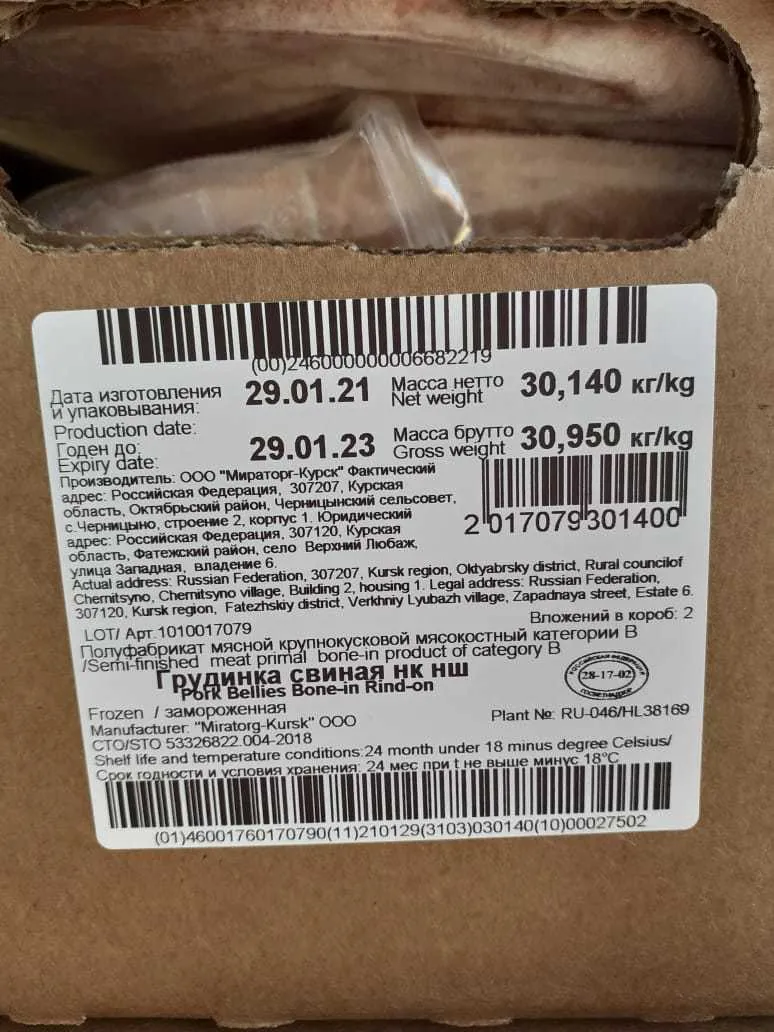 (00)246000000006682219
Дата изготовления
и упаковывания: 29.01.21 Масса нетто 30,140 кг/kg
Net weight
Production date:
Годен до: 29.01.23 Масса брутто 30,950 кг/kg
Expiry date: Gross weight
Производитель: ООО "Мираторг-Курск" Фактический
адрес: Российская Федерация, 307207, Курская
область, Октябрьский район, Черницынский сельсовет,
с.Черницыно, строение 2, корпус 1. Юридический
адрес: Российская Федерация, 307120, Курская
область, Фатежский район, село Верхний Любаж,
улица Западная, владение 6.
2 017079301400
Actual address: Russian Federation, 307207, Kursk region, Oktyabrsky district, Rural councilof
Chernitsyno, Chernitsyno village, Building 2, housing 1. Legal address: Russian Federation,
307120, Kursk region, Fatezhskiy district, Verkhniy Lyubazh village, Zapadnaya street, Estate 6.
LOT/ Арт.1010017079 Вложений в короб: 2
Полуфабрикат мясной крупнокусковой мясокостный категории В
/Semi-finished meat primal bone-in product of category B
Грудинка свиная нк нш
Pork Bellies Bone-in Rind-on
РОССИЙСКАЯ ФЕДЕРАЦИЯ
28-17-02
ГОСВЕТНАДЗОР
Frozen / замороженная
Manufacturer: "Miratorg-Kursk" ООО Plant №: RU-046/HL38169
СТО/STO 53326822.004-2018
Shelf life and temperature conditions:24 month under 18 minus degree Celsius/
Срок годности и условия хранения: 24 мес при t не выше минус 18°C
(01)46001760170790(11)210129(3103)030140(10)00027502